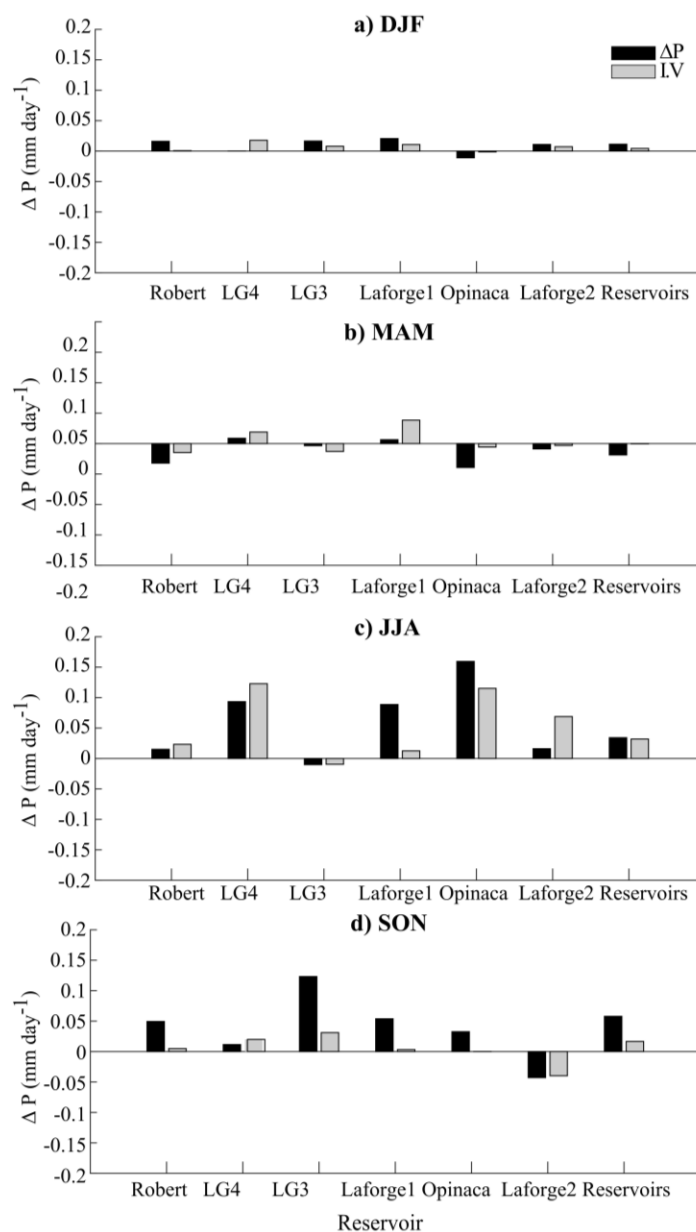 a) DJF
ΔP
I.V
0.2
0.15
0.1
0.05
0
-0.05
-0.1
-0.15
-0.2
Δ P (mm day-1)
Robert LG4 LG3 Laforge1 Opinaca Laforge2 Reservoirs
b) MAM
0.2
0.15
0.1
0.05
0
-0.05
-0.1
-0.15
-0.2
Δ P (mm day-1)
Robert LG4 LG3 Laforge1 Opinaca Laforge2 Reservoirs
c) JJA
0.2
0.15
0.1
0.05
0
-0.05
-0.1
-0.15
-0.2
Δ P (mm day-1)
Robert LG4 LG3 Laforge1 Opinaca Laforge2 Reservoirs
d) SON
0.2
0.15
0.1
0.05
0
-0.05
-0.1
-0.15
-0.2
Δ P (mm day-1)
Robert LG4 LG3 Laforge1 Opinaca Laforge2 Reservoirs
Reservoir